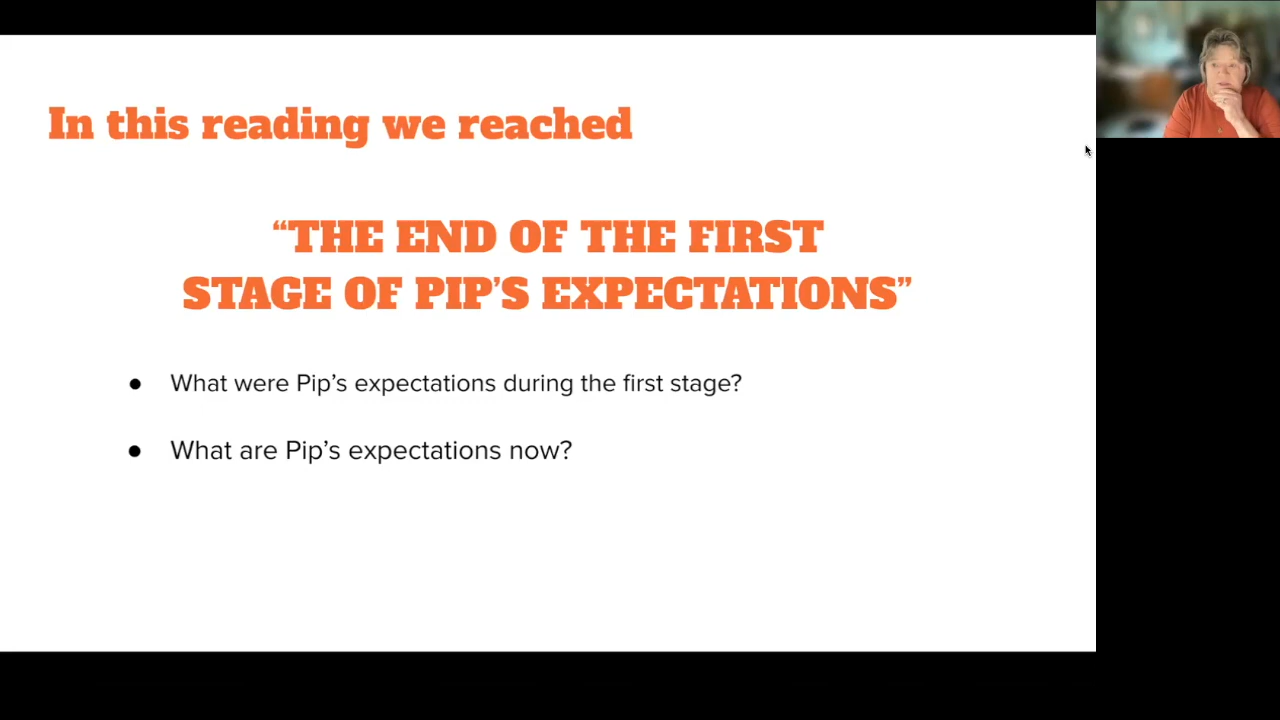 In this reading we reached
“THE END OF THE FIRST
STAGE OF PIP’S EXPECTATIONS”
● What were Pip’s expectations during the first stage?
● What are Pip’s expectations now?